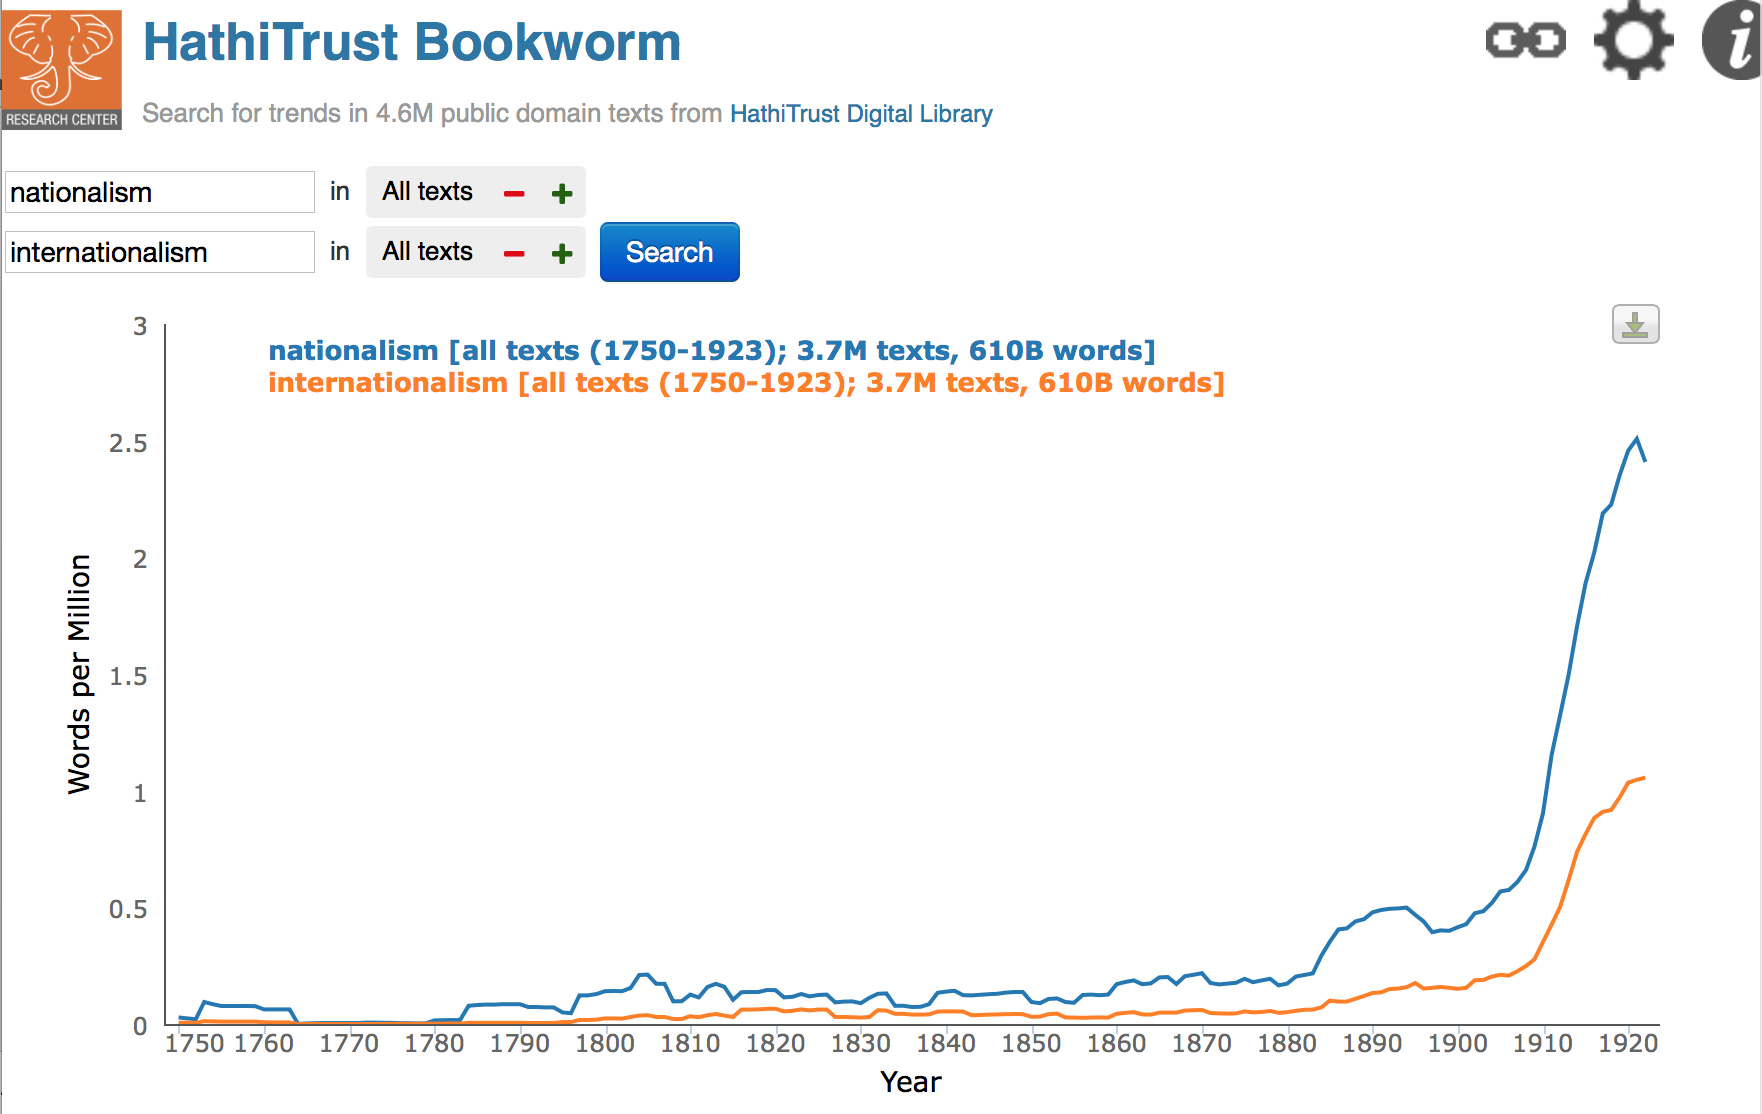 HathiTrust Bookworm
RESEARCH CENTER
Search for trends in 4.6M public domain texts from HathiTrust Digital Library
nationalism in All texts
internationalism in All texts Search
nationalism [all texts (1750-1923); 3.7M texts, 610B words]
internationalism [all texts (1750-1923); 3.7M texts, 610B words]
3
2.5
2
1.5
1
0.5
0
Words per Million
1750 1760 1770 1780 1790 1800 1810 1820 1830 1840 1850 1860 1870 1880 1890 1900 1910 1920
Year